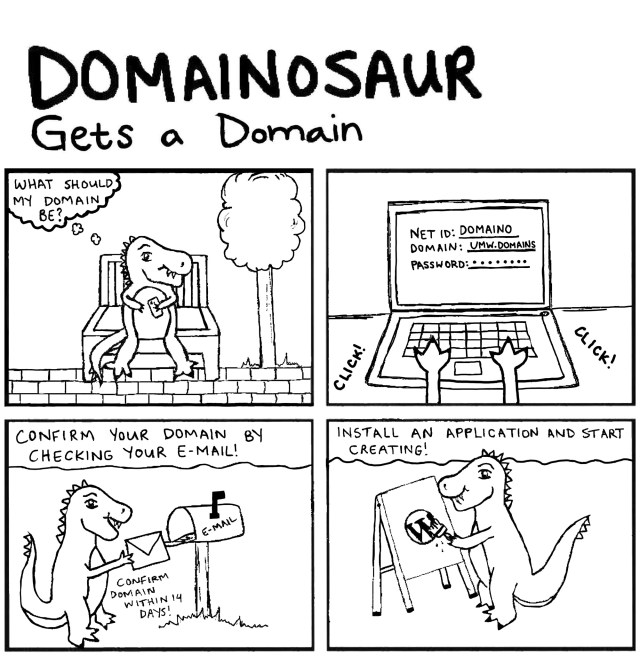 DOMAINOSAUR
Gets a Domain
WHAT SHOULD
MY DOMAIN
BE?
NET ID: DOMAINO
DOMAIN: UMW.DOMAINS
PASSWORD: ••••••••
CLICK!
CLICK!
CONFIRM YOUR DOMAIN BY
CHECKING YOUR E-MAIL!
E-MAIL
CONFIRM
DOMAIN
WITHIN 14
DAYS!
INSTALL AN APPLICATION AND START
CREATING!
W